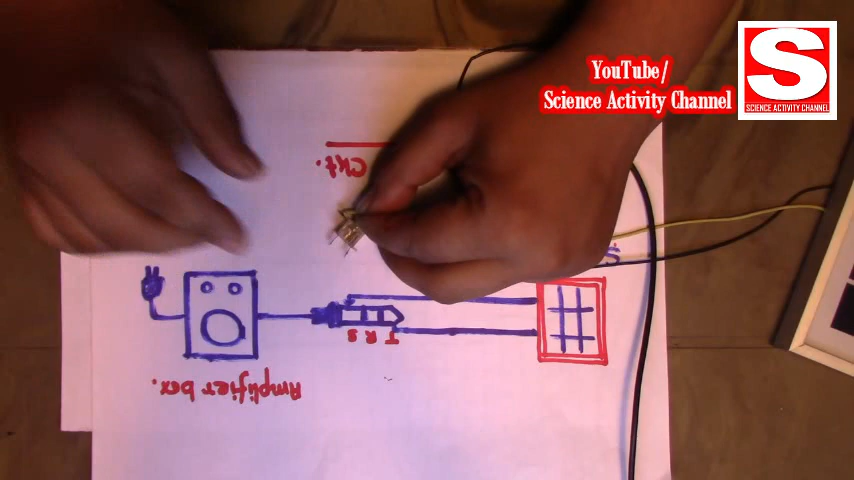 YouTube/
Science Activity Channel
S
SCIENCE ACTIVITY CHANNEL
Ckt.
T R S
Amplifier box.